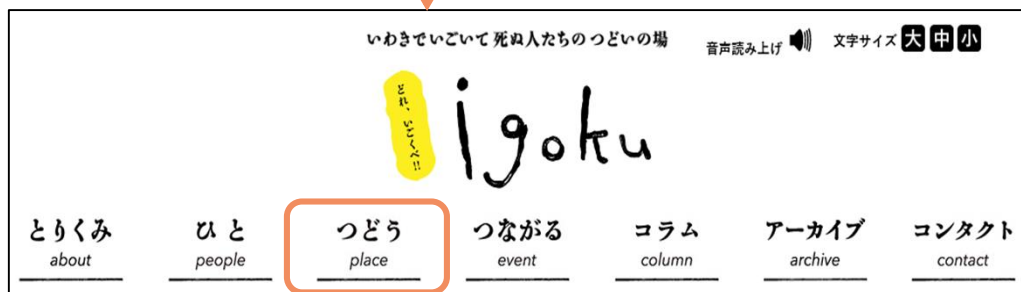 いわきでいごいて 死ぬ人たちの つどいの場
音声読み上げ
文字サイズ 大 中 小
どれ、いごくべ!!
igoku
とりくみ ひと つどう つながる コラム アーカイブ コンタクト
about people place event column archive contact